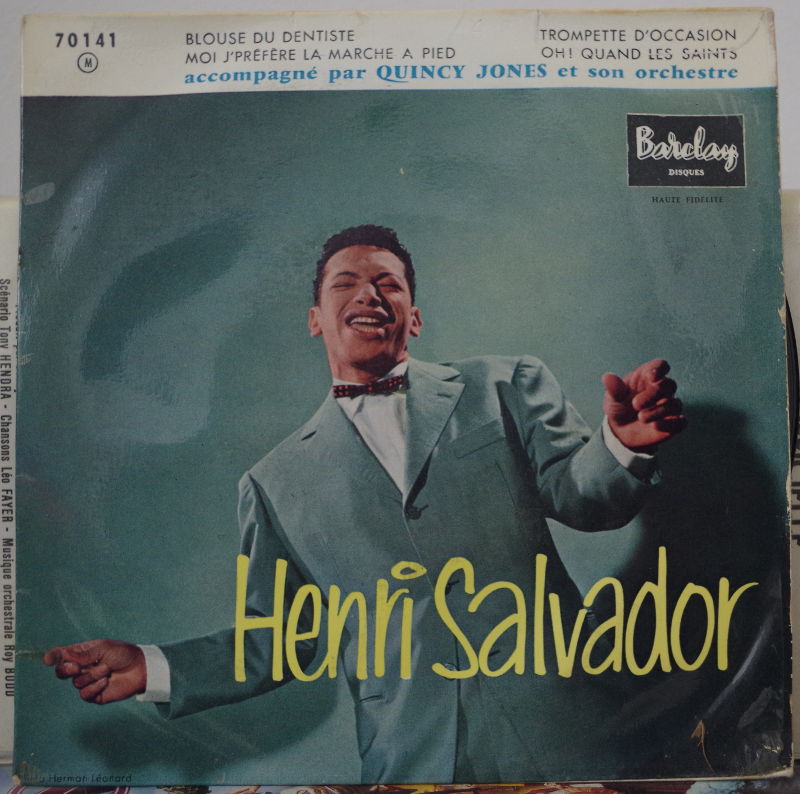 70141
M
BLOUSE DU DENTISTE
MOI J'PRÉFÈRE LA MARCHE A PIED
TROMPETTE D'OCCASION
OH! QUAND LES SAINTS
accompagné par QUINCY JONES et son orchestre
Barclay
DISQUES
HAUTE FIDÉLITÉ
Henri Salvador
Herman Léonard
Scénario Tony HENDRA - Chansons Léo FAYER - Musique orchestrale Roy BUDD